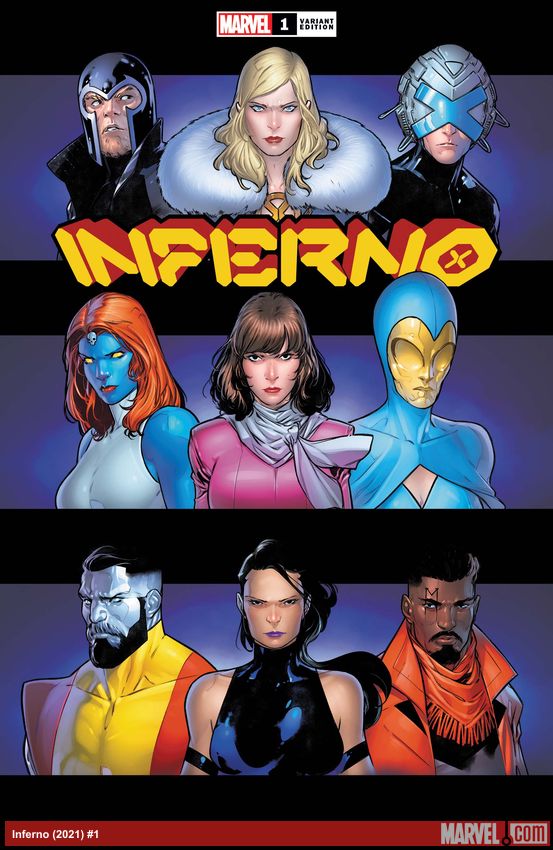 MARVEL 1 VARIANT EDITION
INFERNO
X
M
Inferno (2021) #1
MARVEL.COM